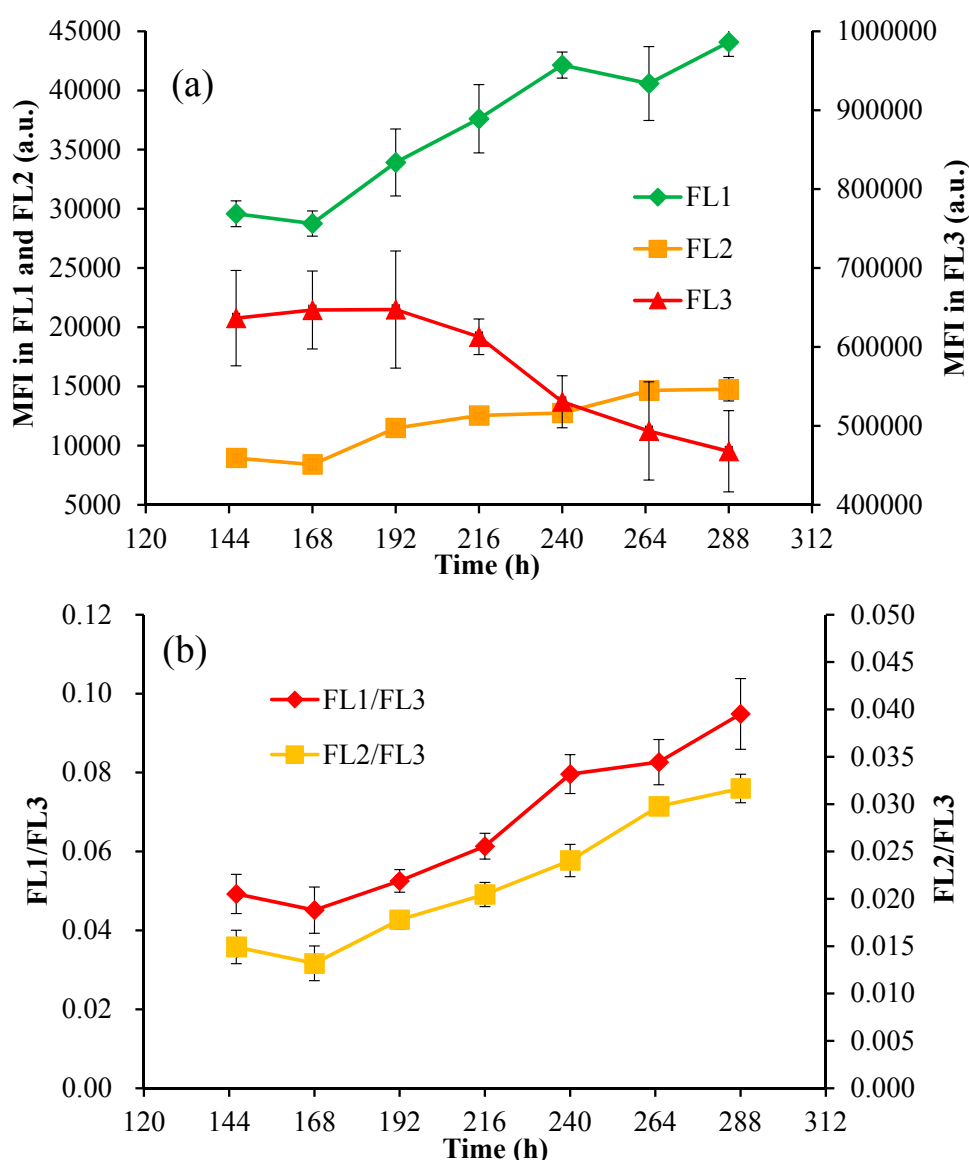 (a)
MFI in FL1 and FL2 (a.u.)
45000
40000
35000
30000
25000
20000
15000
10000
5000
1000000
900000
800000
700000
600000
500000
400000
MFI in FL3 (a.u.)
FL1
FL2
FL3
120 144 168 192 216 240 264 288 312
Time (h)
(b)
FL1/FL3
0.12
0.10
0.08
0.06
0.04
0.02
0.00
0.050
0.045
0.040
0.035
0.030
0.025
0.020
0.015
0.010
0.005
0.000
FL2/FL3
FL1/FL3
FL2/FL3
120 144 168 192 216 240 264 288 312
Time (h)